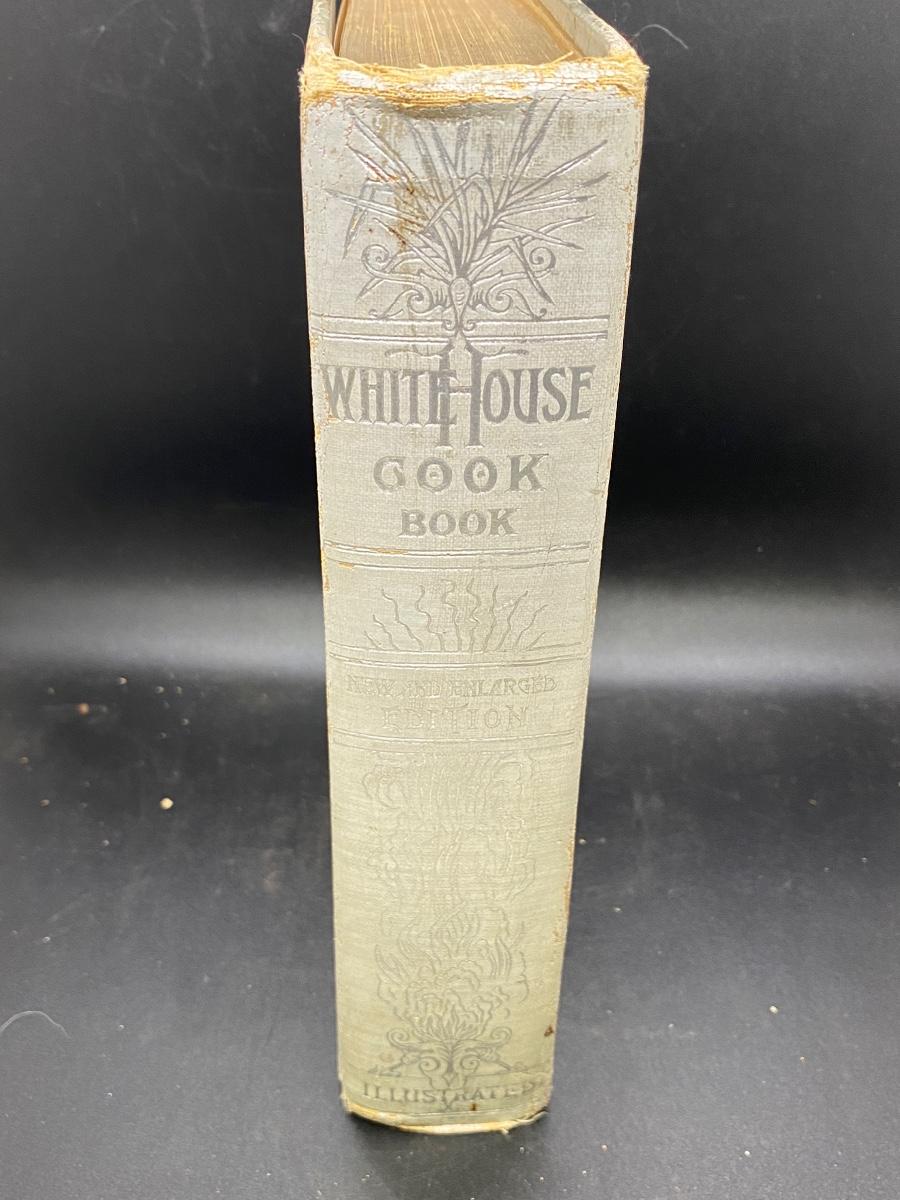 WHITE HOUSE
COOK
BOOK
NEW AND ENLARGED
EDITION
ILLUSTRATED